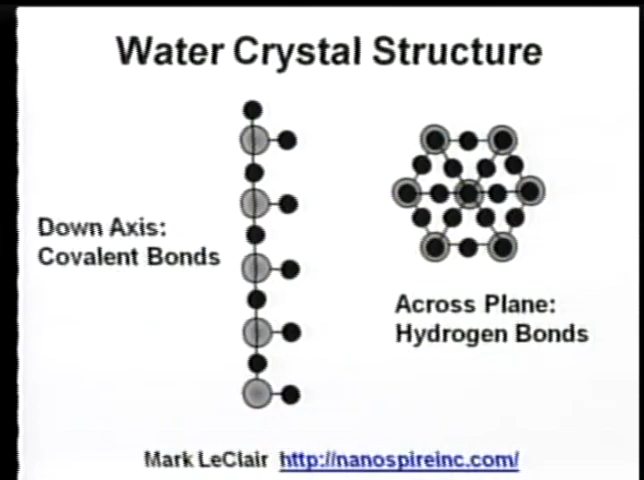 Water Crystal Structure
Down Axis:
Covalent Bonds
Across Plane:
Hydrogen Bonds
Mark LeClair http://nanospireinc.com/